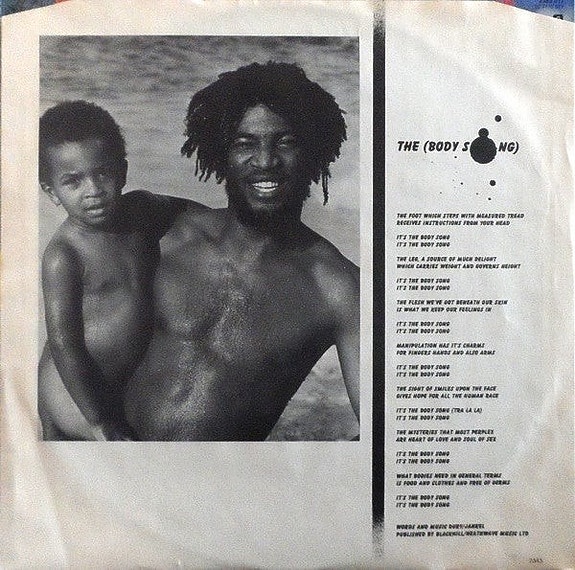 THE (BODY SONG)
THE FOOT WHICH STEPS WITH MEASURED TREAD
RECEIVES INSTRUCTIONS FROM YOUR HEAD
IT'S THE BODY SONG
IT'S THE BODY SONG
THE LEG, A SOURCE OF MUCH DELIGHT
WHICH CARRIES WEIGHT AND GOVERNS HEIGHT
IT'S THE BODY SONG
IT'S THE BODY SONG
THE FLESH WE'VE GOT BENEATH OUR SKIN
IS WHAT WE KEEP OUR FEELINGS IN
IT'S THE BODY SONG
IT'S THE BODY SONG
MANIPULATION HAS IT'S CHARMS
FOR FINGERS HANDS AND ALSO ARMS
IT'S THE BODY SONG
IT'S THE BODY SONG
THE SIGHT OF SMILES UPON THE FACE
GIVES HOPE FOR ALL THE HUMAN RACE
IT'S THE BODY SONG (TRA LA LA)
IT'S THE BODY SONG
THE MYSTERIES THAT MOST PERPLEX
ARE HEART OF LOVE AND SOUL OF SEX
IT'S THE BODY SONG
IT'S THE BODY SONG
WHAT BODIES NEED IN GENERAL TERMS
IS FOOD AND CLOTHES AND FREE OF GERMS
IT'S THE BODY SONG
IT'S THE BODY SONG
WORDS AND MUSIC DURY/JANKEL
PUBLISHED BY BLACKHILL/HEATHWAVE MUSIC LTD